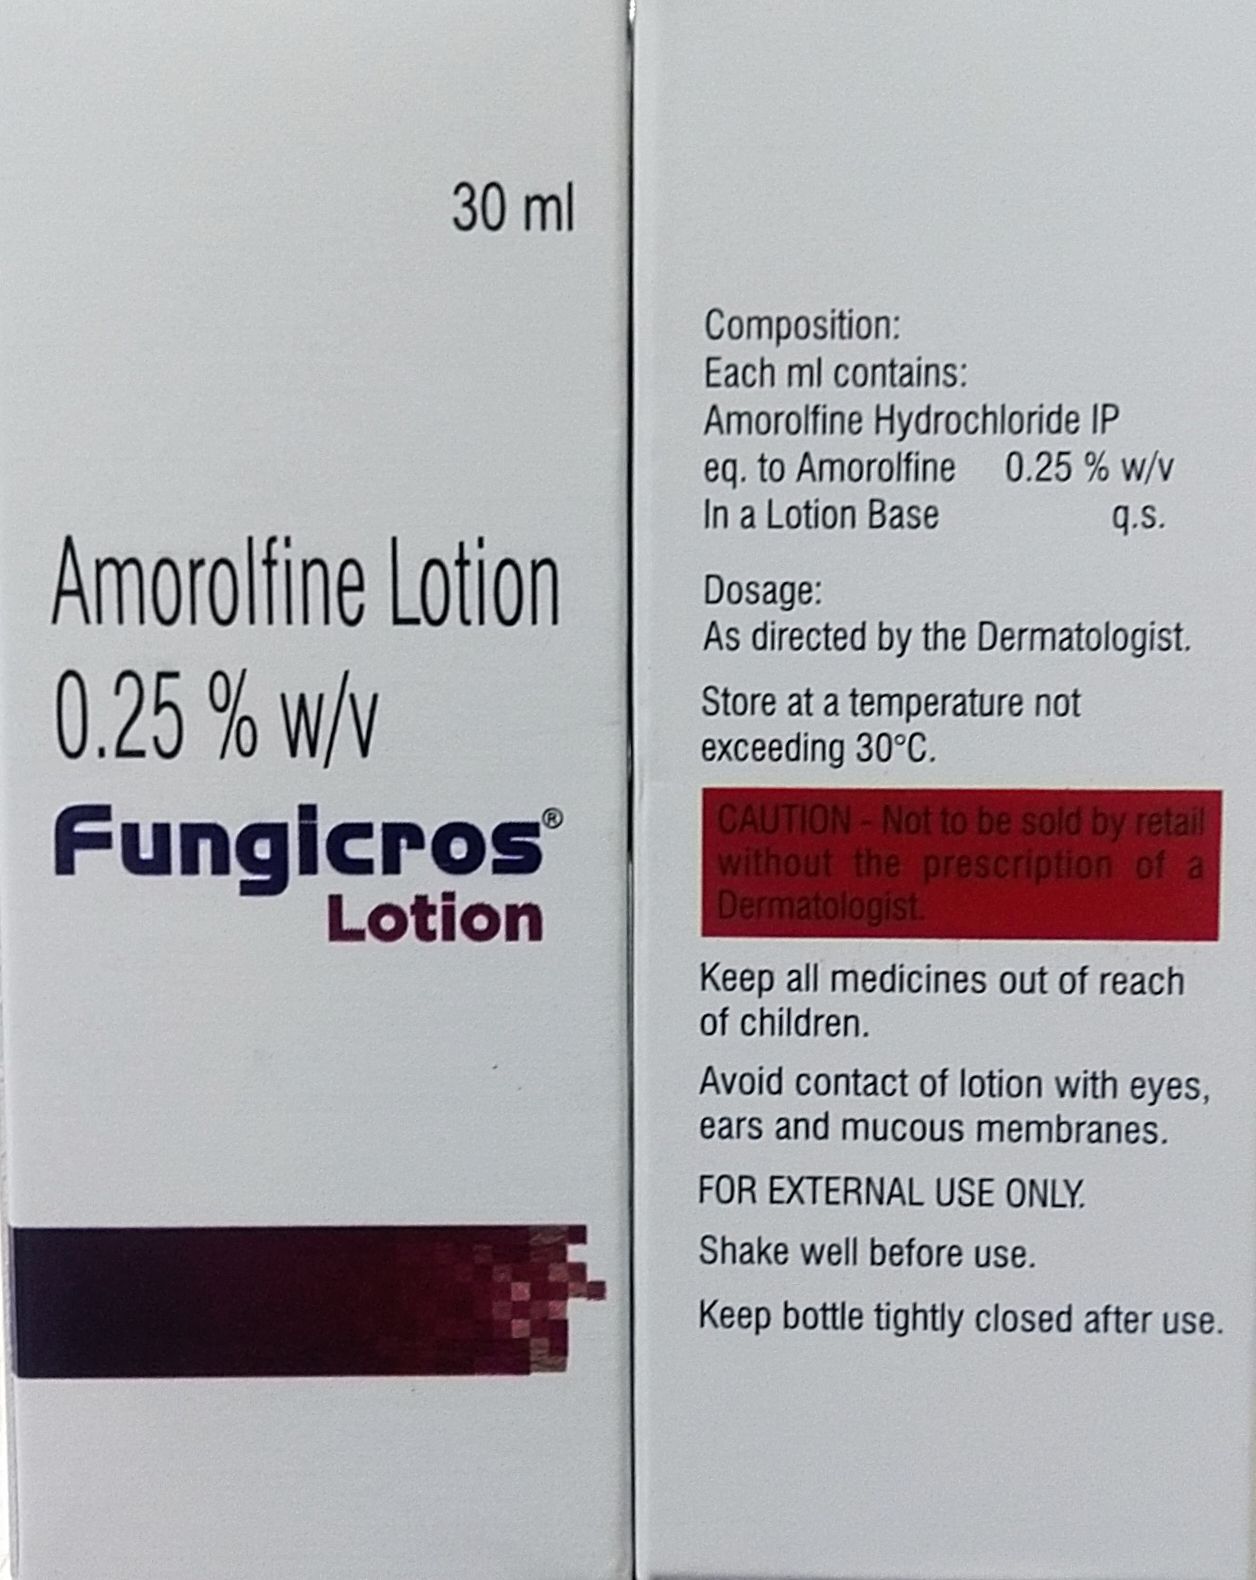 30 ml
Amorolfine Lotion
0.25 % w/v
Fungicros®
Lotion
Composition:
Each ml contains:
Amorolfine Hydrochloride IP
eq. to Amorolfine 0.25 % w/v
In a Lotion Base q.s.
Dosage:
As directed by the Dermatologist.
Store at a temperature not
exceeding 30°C.
CAUTION - Not to be sold by retail
without the prescription of a
Dermatologist.
Keep all medicines out of reach
of children.
Avoid contact of lotion with eyes,
ears and mucous membranes.
FOR EXTERNAL USE ONLY.
Shake well before use.
Keep bottle tightly closed after use.